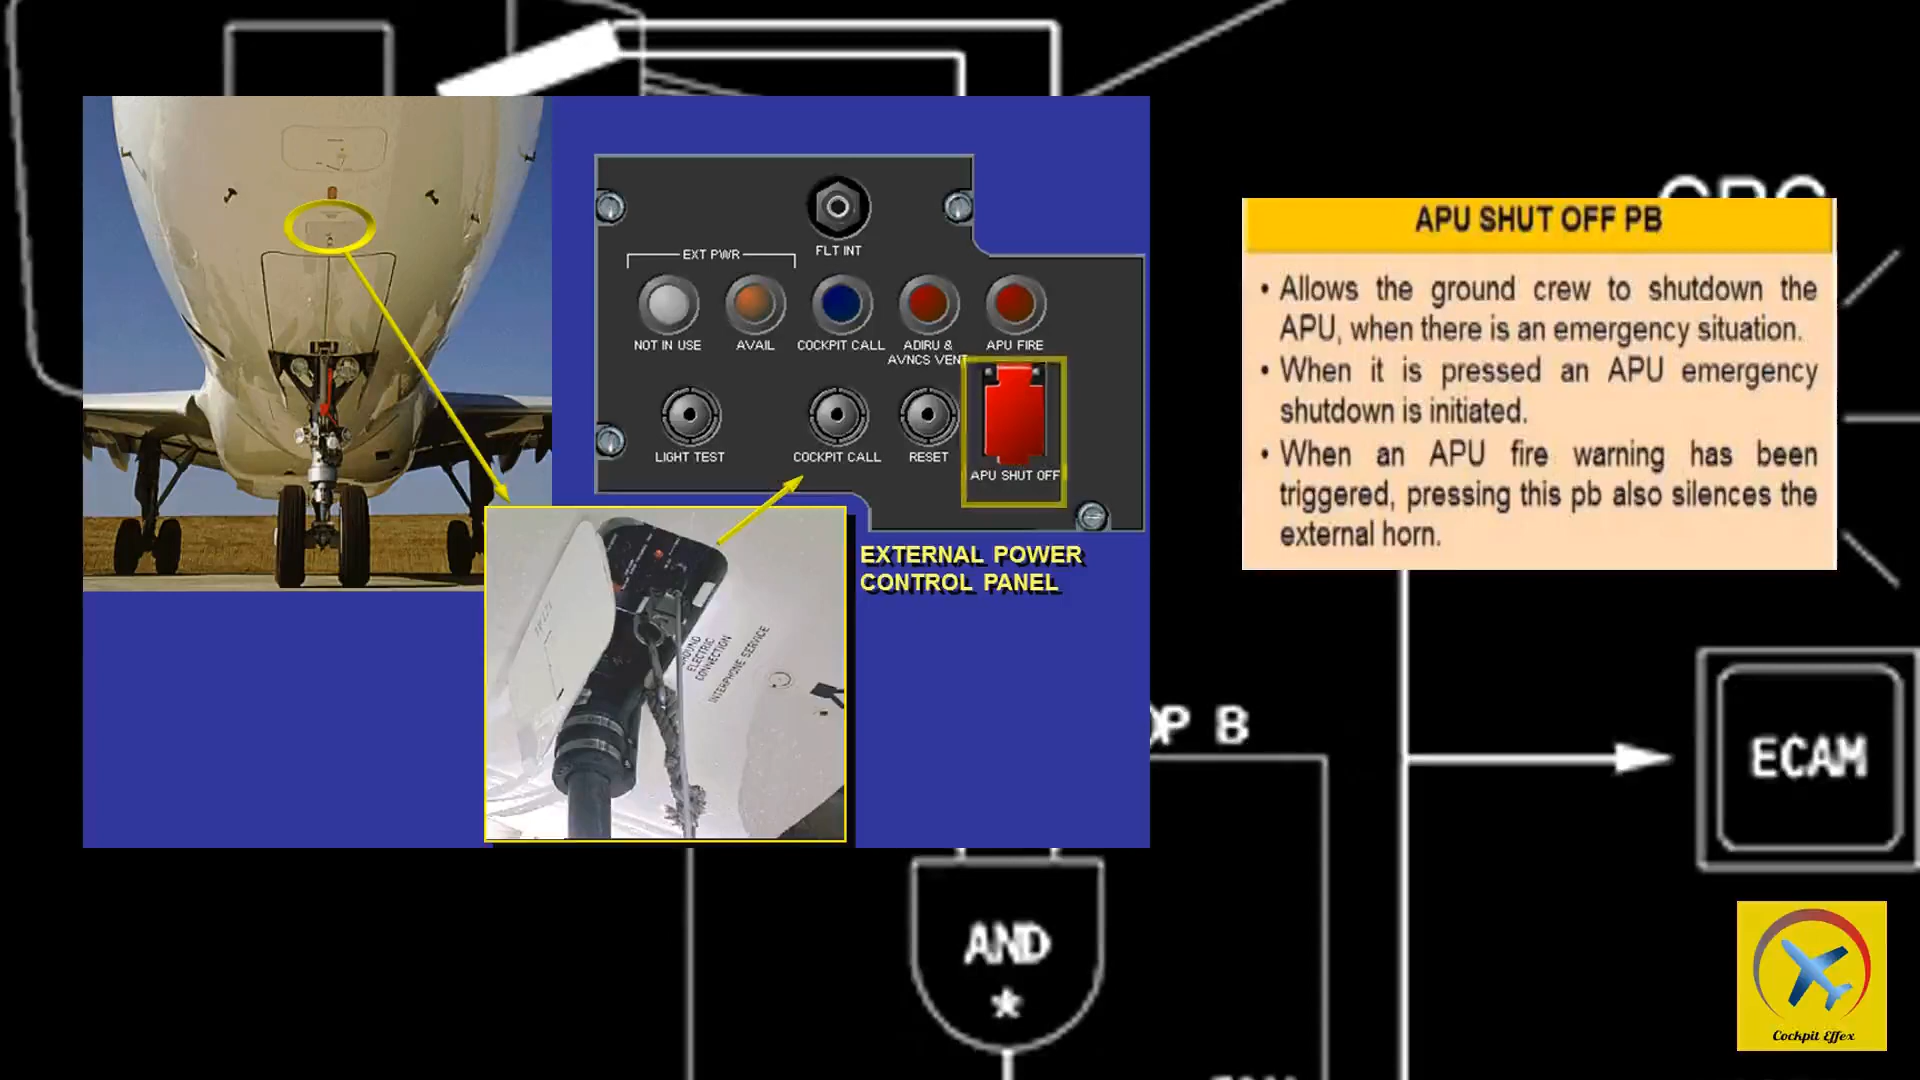 FLT INT
EXT PWR
NOT IN USE
AVAIL
COCKPIT CALL
ADIRU &
AVNCS VENT
APU FIRE
LIGHT TEST
COCKPIT CALL
RESET
APU SHUT OFF
EXTERNAL POWER
CONTROL PANEL
ELECTRIC
CONNECTION
INTERPHONE SERVICE
APU SHUT OFF PB
• Allows the ground crew to shutdown the
APU, when there is an emergency situation.
• When it is pressed an APU emergency
shutdown is initiated.
• When an APU fire warning has been
triggered, pressing this pb also silences the
external horn.
B
ECAM
AND
*
Cockpit Effex